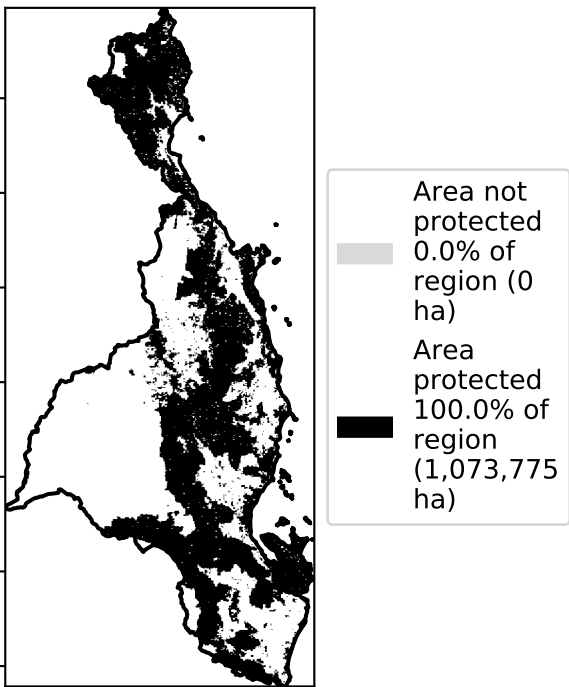 Area not
protected
0.0% of
region (0
ha)
Area
protected
100.0% of
region
(1,073,775
ha)